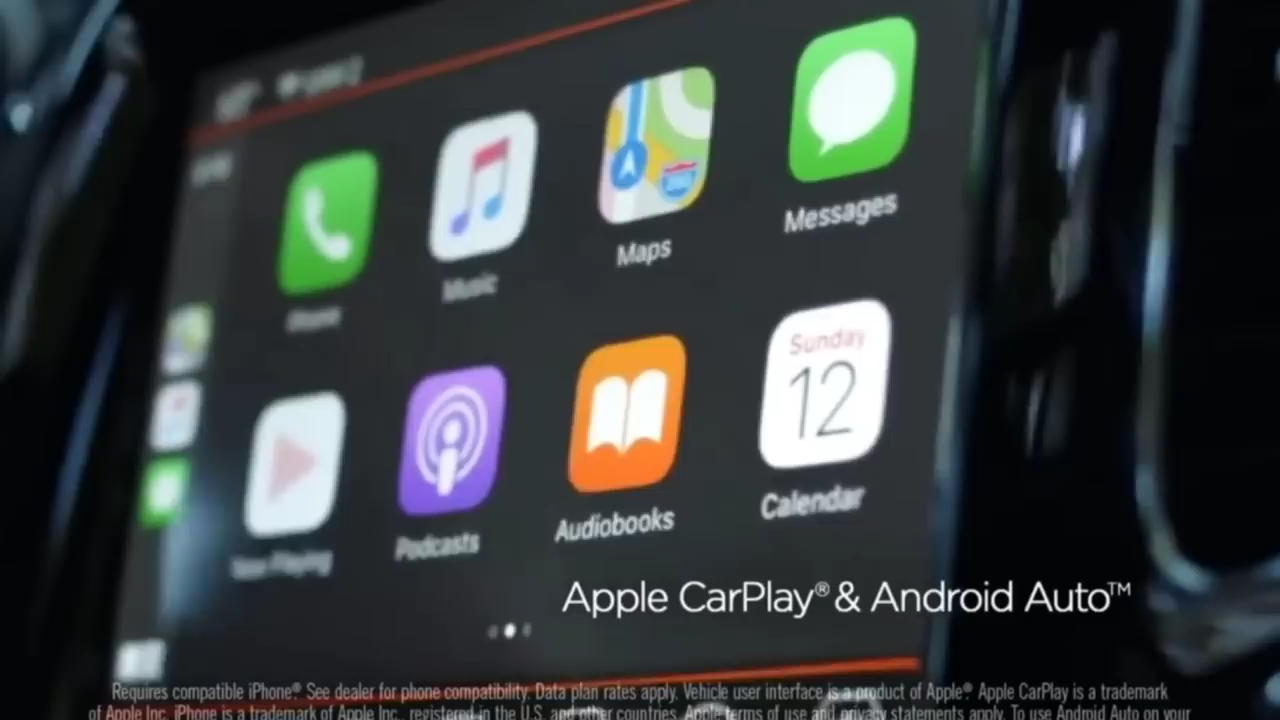 Messages
Maps
Music
Phone
Sunday
12
Calendar
Audiobooks
Podcasts
Now Playing
Apple CarPlay® & Android Auto™
Requires compatible iPhone®. See dealer for phone compatibility. Data plan rates apply. Vehicle user interface is a product of Apple®. Apple CarPlay is a trademark
of Apple Inc. iPhone is a trademark of Apple Inc., registered in the U.S. and other countries. Apple terms of use and privacy statements apply. To use Android Auto on your